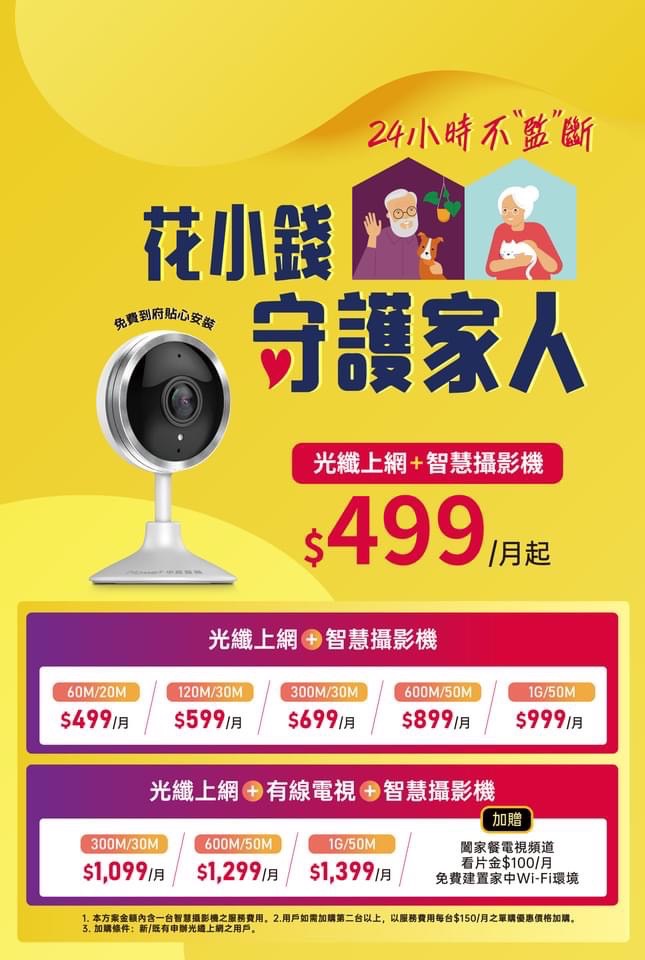 24小時不"監"斷
花小錢
守護家人
免費到府貼心安裝
光纖上網+智慧攝影機
$499/月起
光纖上網+智慧攝影機
60M/20M 120M/30M 300M/30M 600M/50M 1G/50M
$499/月 $599/月 $699/月 $899/月 $999/月
光纖上網+有線電視+智慧攝影機
加贈
300M/30M 600M/50M 1G/50M
$1,099/月 $1,299/月 $1,399/月
闔家餐電視頻道
看片金$100/月
免費建置家中Wi-Fi環境
1. 本方案金額內含一台智慧攝影機之服務費用。2.用戶如需加購第二台以上，以服務費用每台$150/月之單購優惠價格加購。
3. 加購條件：新/既有申辦光纖上網之用戶。